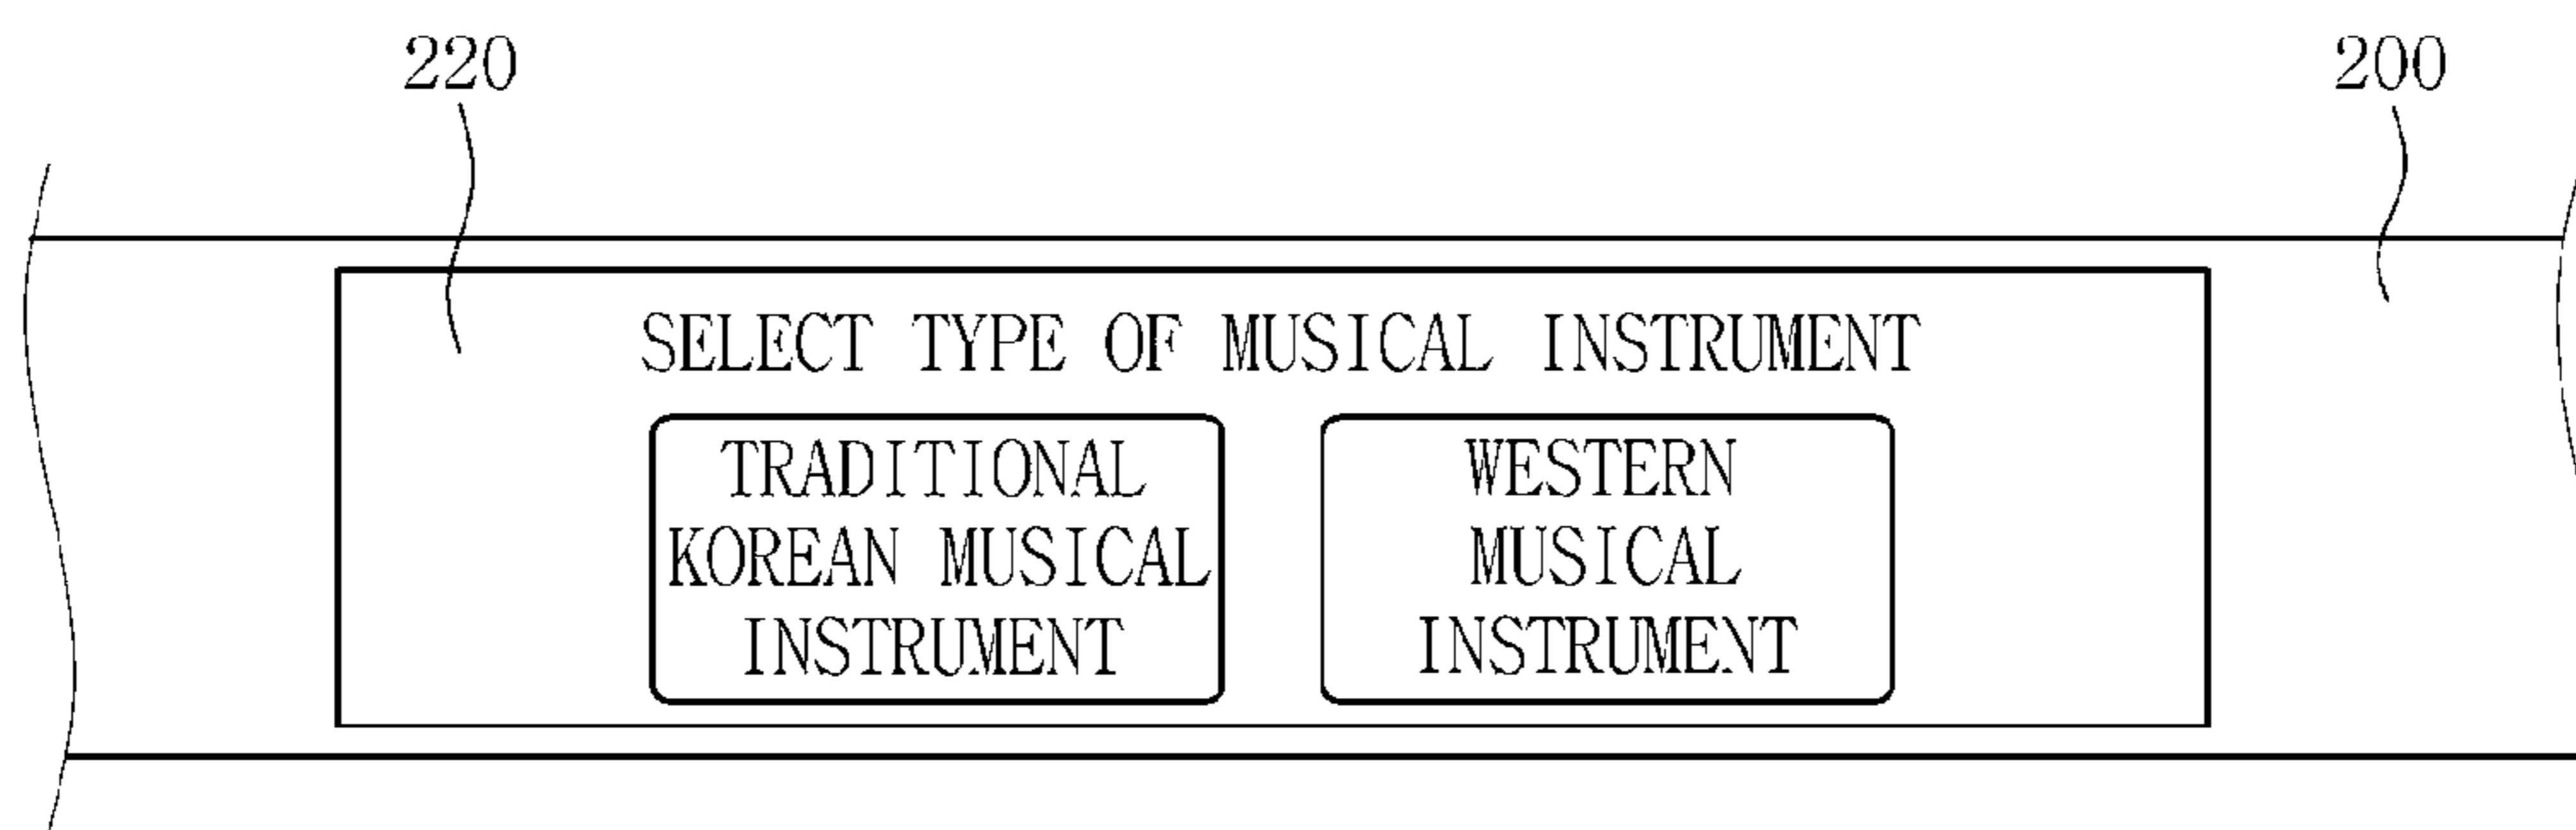 220 200
SELECT TYPE OF MUSICAL INSTRUMENT
TRADITIONAL
KOREAN MUSICAL
INSTRUMENT
WESTERN
MUSICAL
INSTRUMENT